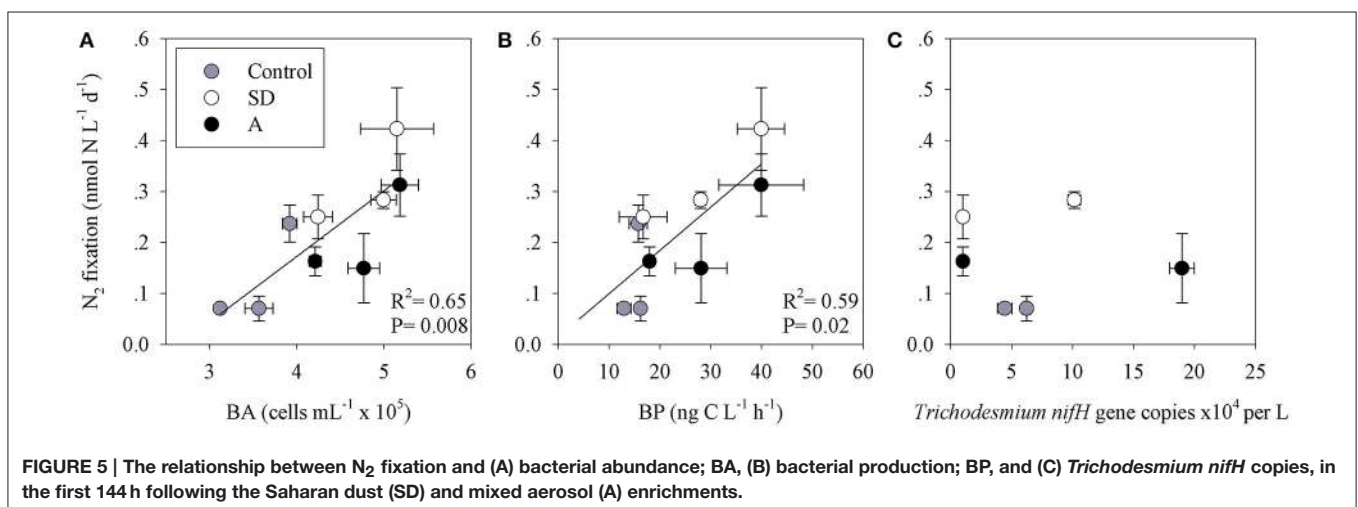 A
B
C
.6
.5
.4
.3
.2
.1
0.0
N₂ fixation (nmol N L⁻¹ d⁻¹)
Control
SD
A
R²= 0.65
P= 0.008
3
4
5
6
BA (cells mL⁻¹ x 10⁵)
.6
.5
.4
.3
.2
.1
0.0
R²= 0.59
P= 0.02
0
10
20
30
40
50
60
BP (ng C L⁻¹ h⁻¹)
.6
.5
.4
.3
.2
.1
0.0
0
5
10
15
20
25
Trichodesmium nifH gene copies x10⁴ per L
FIGURE 5 | The relationship between N₂ fixation and (A) bacterial abundance; BA, (B) bacterial production; BP, and (C) Trichodesmium nifH copies, in
the first 144 h following the Saharan dust (SD) and mixed aerosol (A) enrichments.